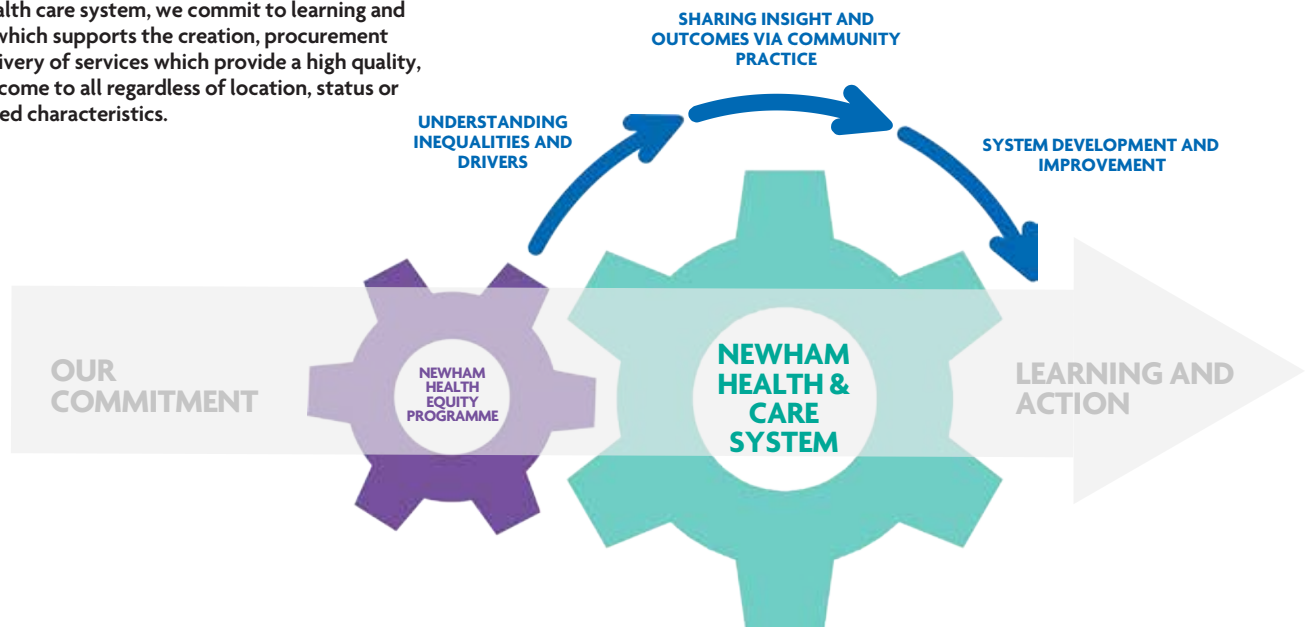 alth care system, we commit to learning and
which supports the creation, procurement
ivery of services which provide a high quality,
come to all regardless of location, status or
ed characteristics.
SHARING INSIGHT AND
OUTCOMES VIA COMMUNITY
PRACTICE
UNDERSTANDING
INEQUALITIES AND
DRIVERS
SYSTEM DEVELOPMENT AND
IMPROVEMENT
OUR
COMMITMENT
NEWHAM
HEALTH
EQUITY
PROGRAMME
NEWHAM
HEALTH &
CARE
SYSTEM
LEARNING AND
ACTION